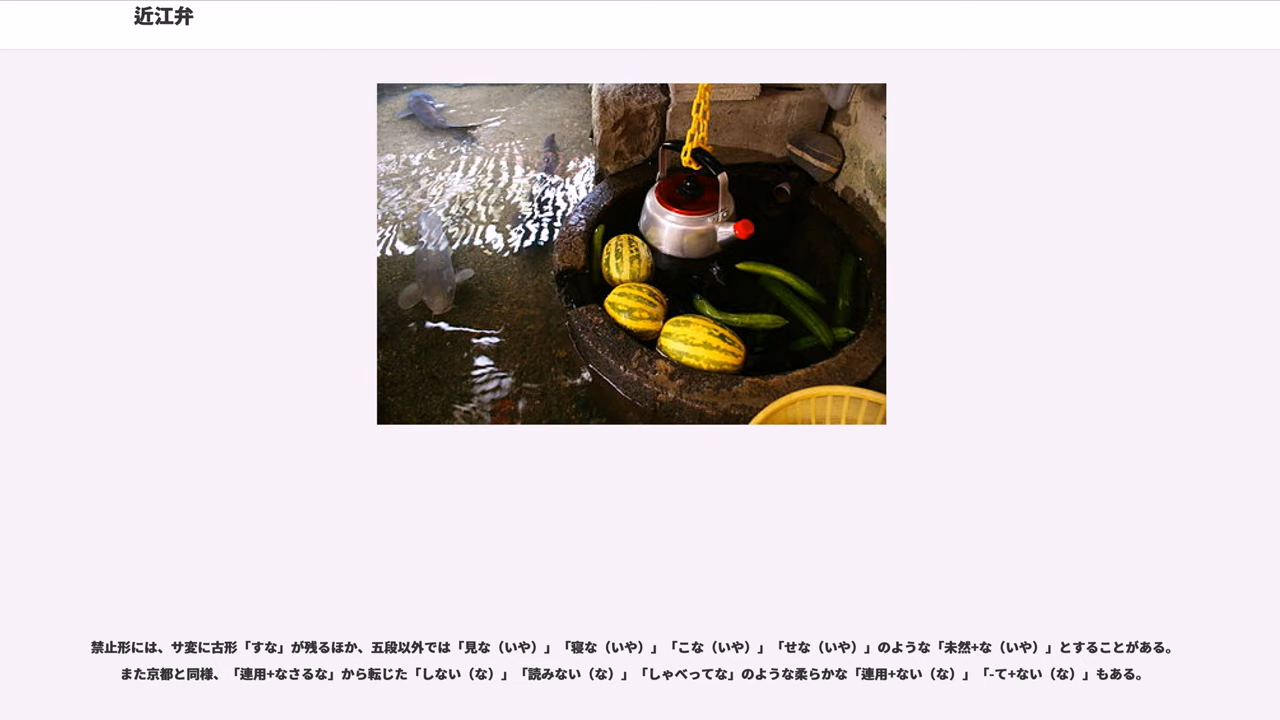 近江弁
禁止形には、サ変に古形「すな」が残るほか、五段以外では「見な（いや）」「寝な（いや）」「こな（いや）」「せな（いや）」のような「未然+な（いや）」とすることがある。
また京都と同様、「連用+なさるな」から転じた「しない（な）」「読みない（な）」「しゃべってな」のような柔らかな「連用+ない（な）」「-て+ない（な）」もある。